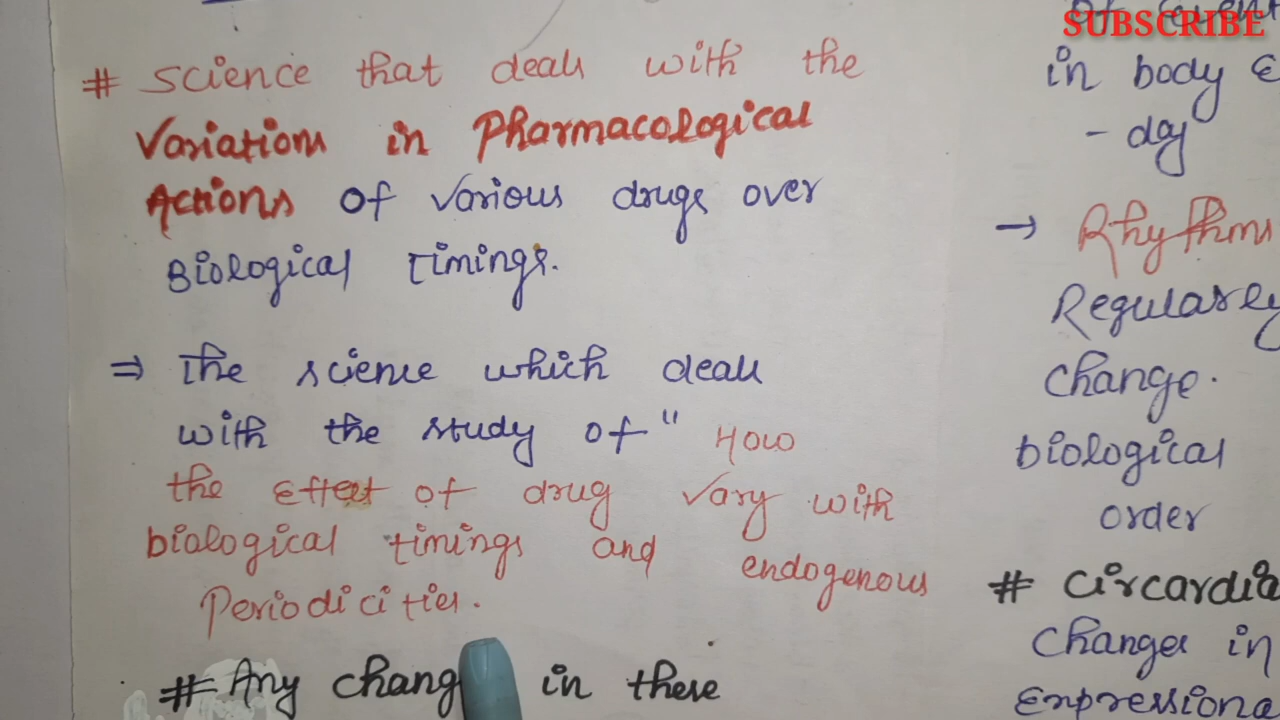 # Science that deals with the
Variations in Pharmacological
Actions of various drugs over
Biological Timings.
⇒ The science which deals
with the study of " How
the Effect of drug vary with
biological timings and endogenous
Periodicities.
# Any chang in these
SUBSCRIBE
in body &
- day
→ Rhythms
Regularly
change.
biological
order
# Circardia
Changes in
Expressiona